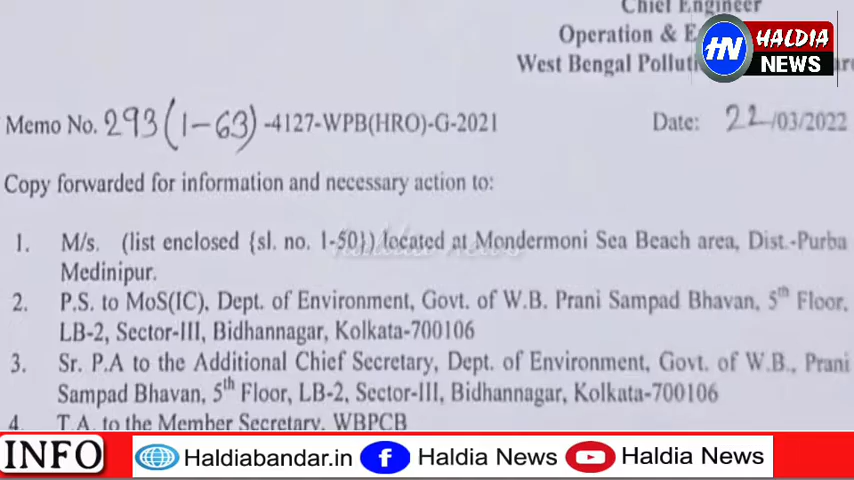 Chief Engineer
Operation &
West Bengal
HALDIA
HN
NEWS
Memo No. 293(1-63)-4127-WPB(HRO)-G-2021 Date: 22/03/2022
Copy forwarded for information and necessary action to:
1. M/s. (list enclosed {sl. no. 1-50}) located at Mondermoni Sea Beach area, Dist.-Purba
Medinipur.
2. P.S. to MoS(IC), Dept. of Environment, Govt. of W.B. Prani Sampad Bhavan, 5th Floor,
LB-2, Sector-III, Bidhannagar, Kolkata-700106
3. Sr. P.A to the Additional Chief Secretary, Dept. of Environment, Govt. of W.B., Prani
Sampad Bhavan, 5th Floor, LB-2, Sector-III, Bidhannagar, Kolkata-700106
4. T.A. to the Member Secretary, WBPCB
INFO Haldiabandar.in Haldia News Haldia News